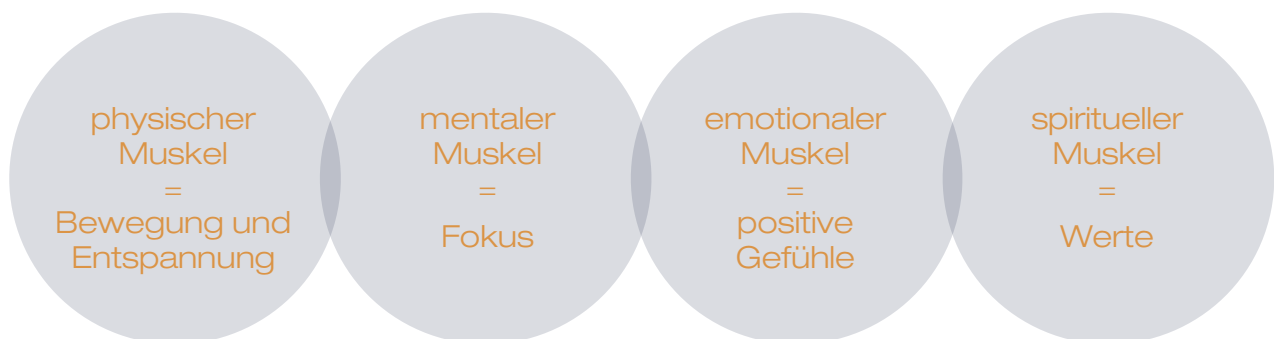 physischer
Muskel
=
Bewegung und
Entspannung
mentaler
Muskel
=
Fokus
emotionaler
Muskel
=
positive
Gefühle
spiritueller
Muskel
=
Werte